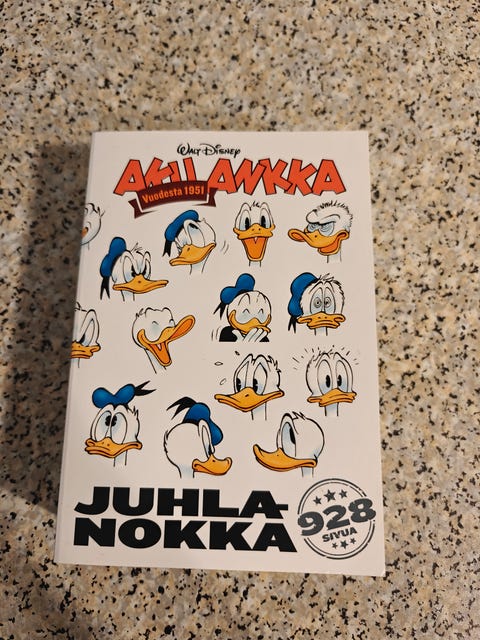 Walt Disney
AKU ANKKA
Vuodesta 1951
JUHLA-
NOKKA
928
SIVUA